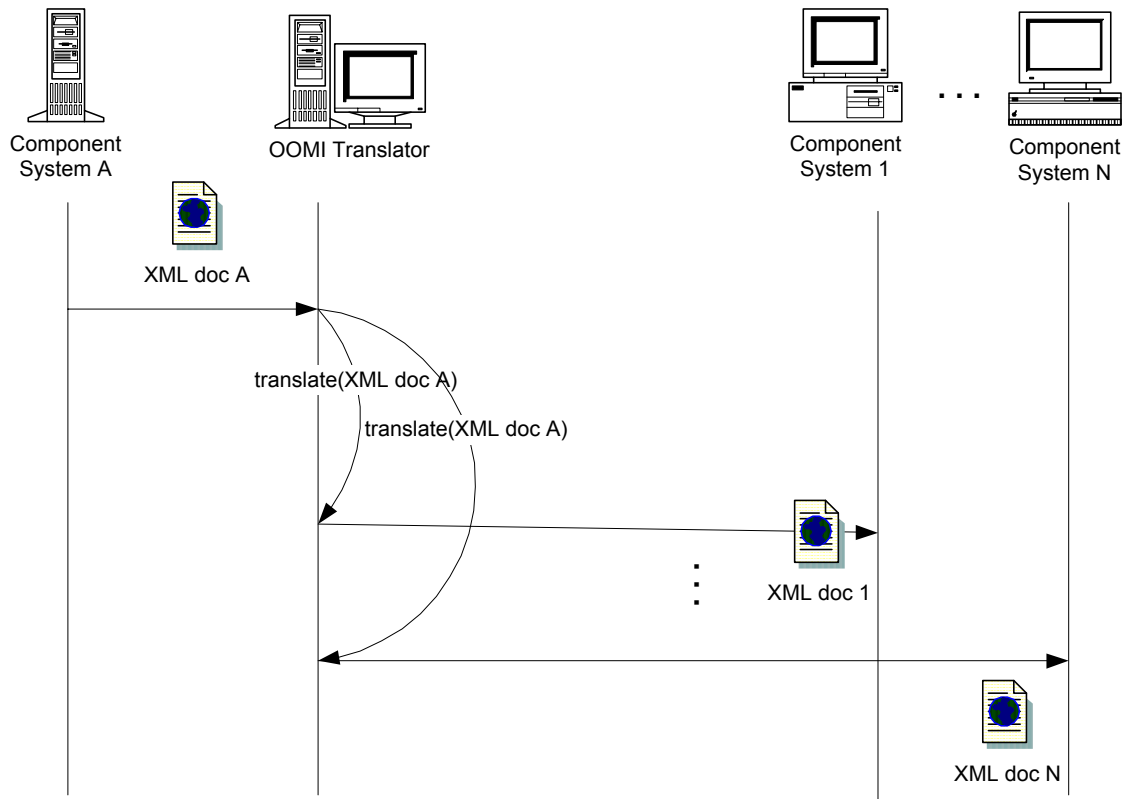 Component
System A
OOMI Translator
Component
System 1
. . .
Component
System N
XML doc A
translate(XML doc A)
translate(XML doc A)
XML doc 1
XML doc N